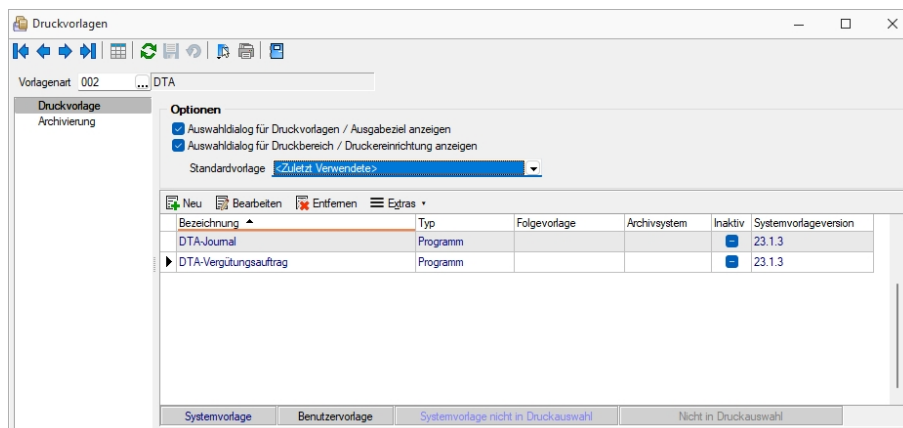 Druckvorlagen
Vorlagenart 002 ... DTA
Druckvorlage
Archivierung
Optionen
Auswahldialog für Druckvorlagen / Ausgabeziel anzeigen
Auswahldialog für Druckbereich / Druckereinrichtung anzeigen
Standardvorlage <Zuletzt Verwendete>
Neu Bearbeiten Entfernen Extras
Bezeichnung Typ Folgevorlage Archivsystem Inaktiv Systemvorlageversion
DTA-Journal Programm 23.1.3
DTA-Vergütungsauftrag Programm 23.1.3
Systemvorlage Benutzervorlage Systemvorlage nicht in Druckauswahl Nicht in Druckauswahl